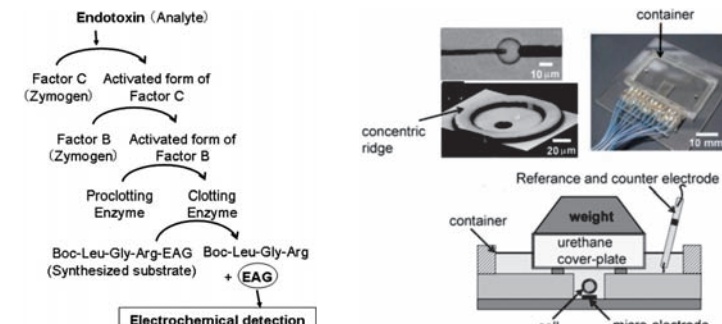 Endotoxin (Analyte)
Factor C
(Zymogen)
Activated form of
Factor C
Factor B
(Zymogen)
Activated form of
Factor B
Proclotting
Enzyme
Clotting
Enzyme
Boc-Leu-Gly-Arg-EAG
(Synthesized substrate)
Boc-Leu-Gly-Arg
+ EAG
Electrochemical detection
container
10 μm
concentric
ridge
20 μm
10 mm
Referance and counter electrode
container
weight
urethane
cover-plate
cell
micro-electrode